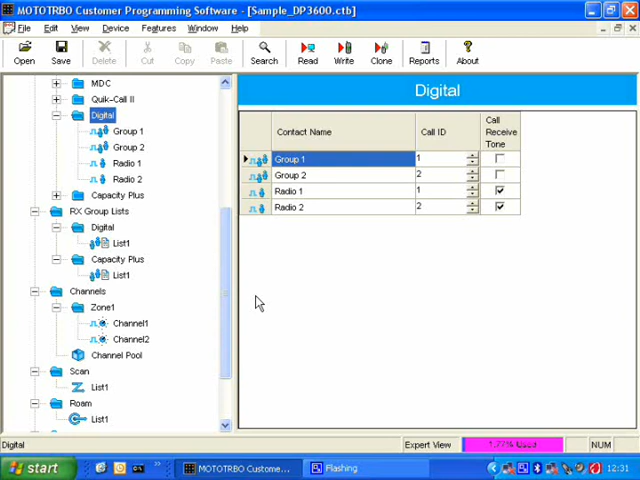 MOTOTRBO Customer Programming Software - [Sample_DP3600.ctb]
File Edit View Device Features Window Help
Open Save Delete Cut Copy Paste Search Read Write Clone Reports About
MDC
Quik-Call II
Digital
Group 1
Group 2
Radio 1
Radio 2
Capacity Plus
RX Group Lists
Digital
List1
Capacity Plus
List1
Channels
Zone1
Channel1
Channel2
Channel Pool
Scan
List1
Roam
List1
Digital
Contact Name Call ID Call Receive Tone
Group 1 1
Group 2 2
Radio 1 1
Radio 2 2
Digital Expert View 1.77% Used NUM
start MOTOTRBO Custome... Flashing 12:31